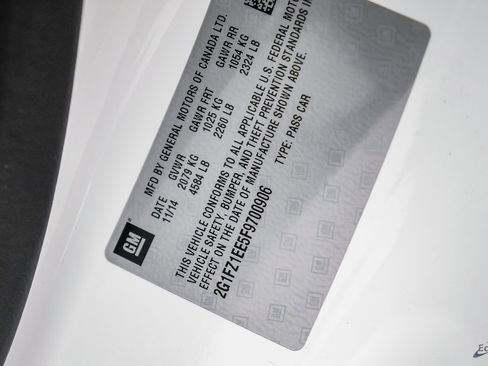 MFD BY GENERAL MOTORS OF CANADA LTD.
DATE GVWR GAWR FRT GAWR RR
11/14 2079 KG 1025 KG 1054 KG
4584 LB 2260 LB 2324 LB
THIS VEHICLE CONFORMS TO ALL APPLICABLE U.S. FEDERAL MOTOR
VEHICLE SAFETY, BUMPER, AND THEFT PREVENTION STANDARDS IN
EFFECT ON THE DATE OF MANUFACTURE SHOWN ABOVE.
2G1FZ1EE5F9700906 TYPE: PASS CAR
GM